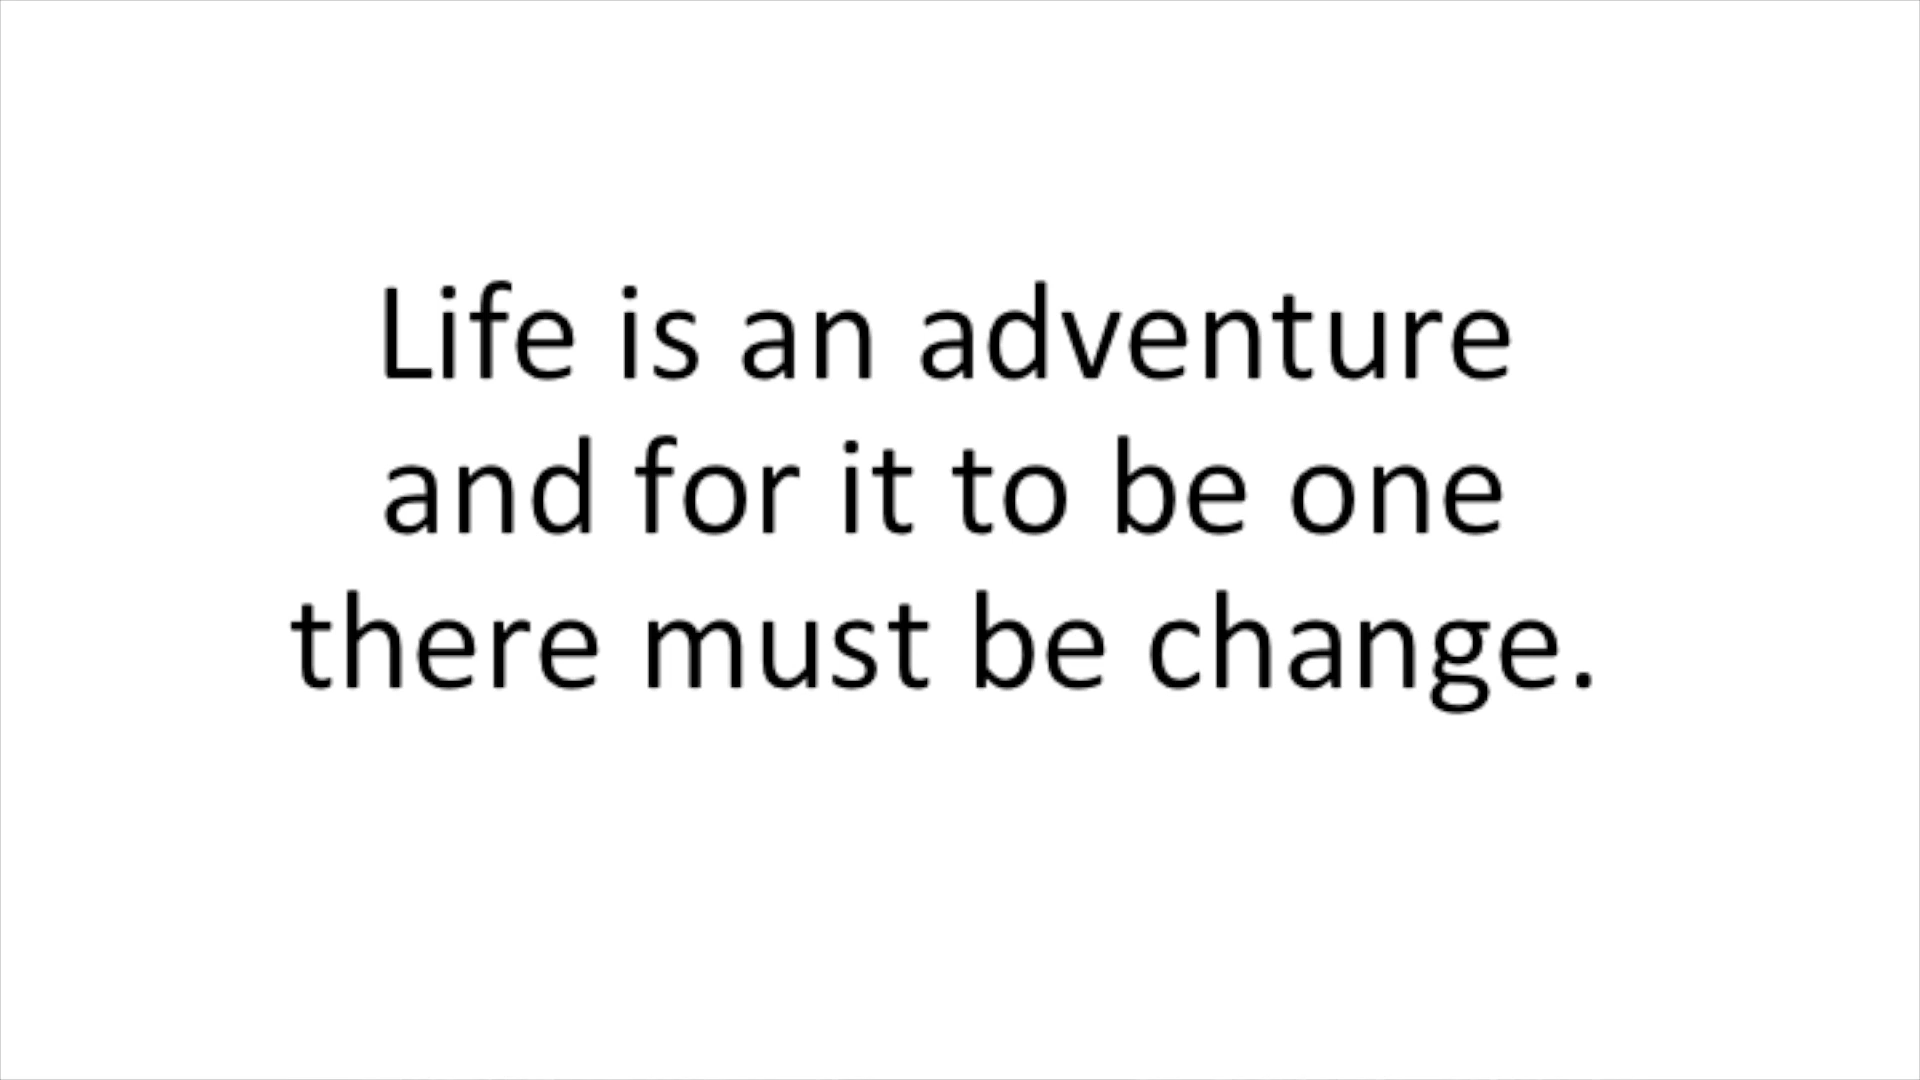 Life is an adventure
and for it to be one
there must be change.